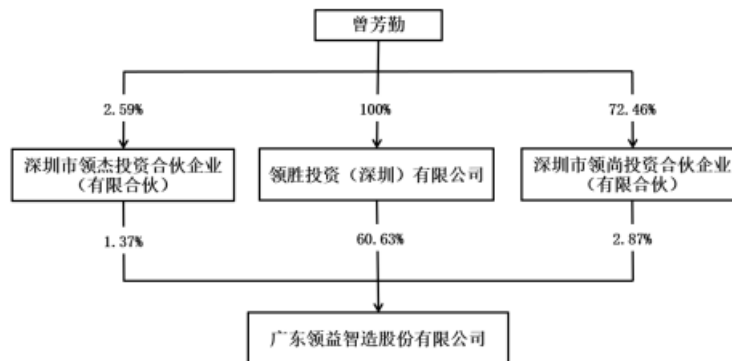 曾芳勤
2.59%
100%
72.46%
深圳市领杰投资合伙企业
（有限合伙）
领胜投资（深圳）有限公司
深圳市领尚投资合伙企业
（有限合伙）
1.37%
60.63%
2.87%
广东领益智造股份有限公司